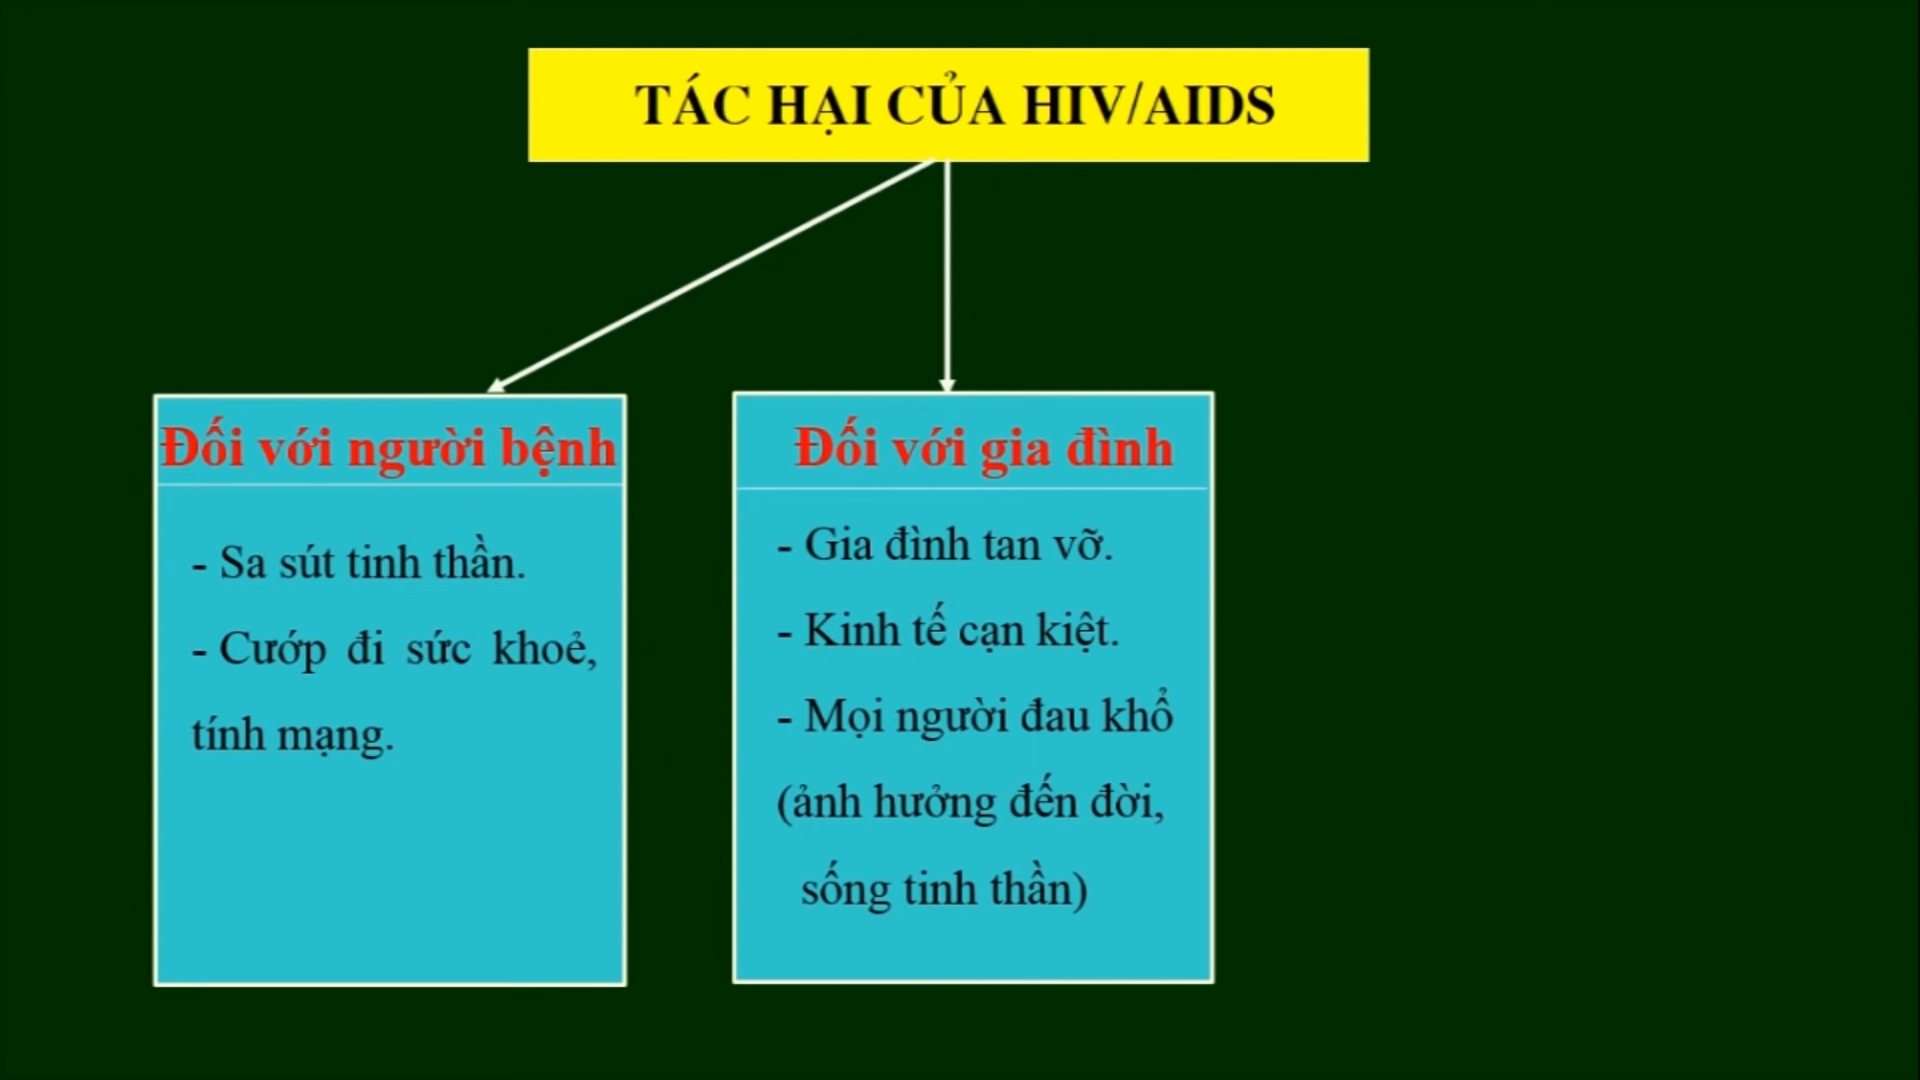 TÁC HẠI CỦA HIV/AIDS
Đối với người bệnh
- Sa sút tinh thần.
- Cướp đi sức khoẻ,
tính mạng.
Đối với gia đình
- Gia đình tan vỡ.
- Kinh tế cạn kiệt.
- Mọi người đau khổ
(ảnh hưởng đến đời,
sống tinh thần)